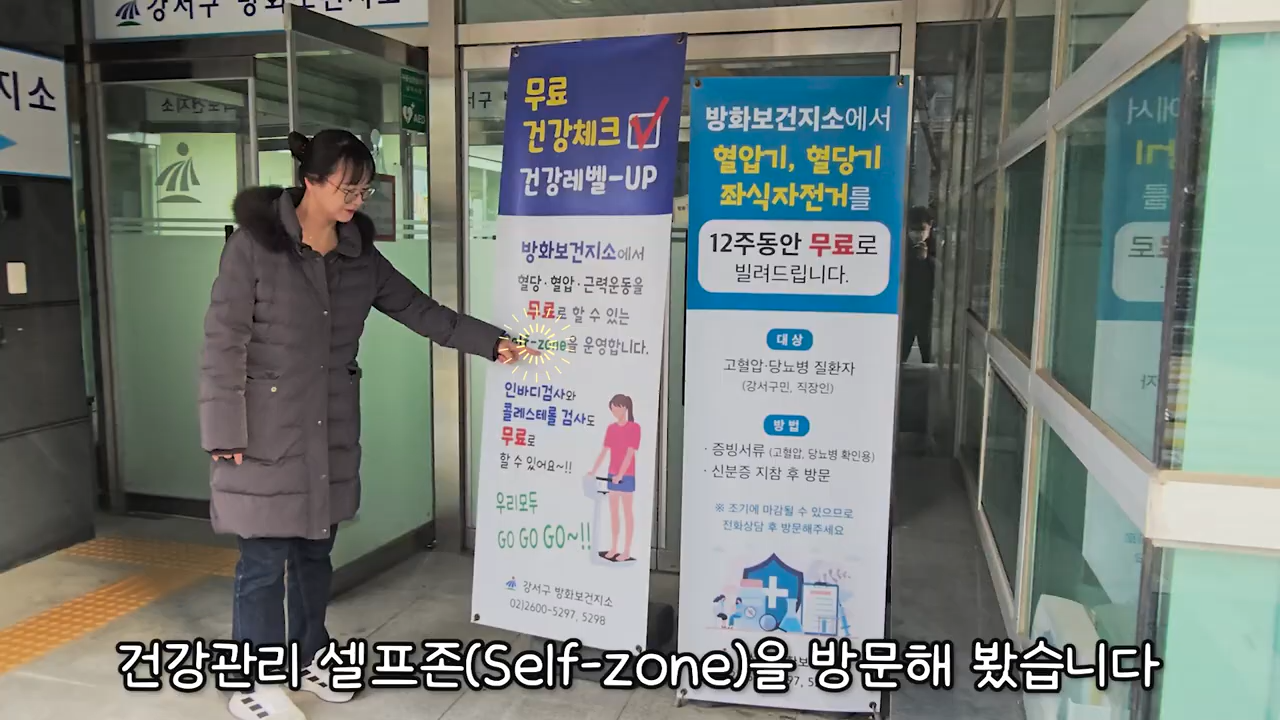 강서구 방화보건지소
지소
AED
무료
건강체크
건강레벨-UP
방화보건지소에서
혈당·혈압·근력운동을
무료로 할 수 있는
Self-zone을 운영합니다.
인바디검사와
콜레스테롤 검사도
무료로
할 수 있어요~!!
우리모두
GO GO GO~!!
강서구 방화보건지소
02)2600-5297, 5298
방화보건지소에서
혈압기, 혈당기
좌식자전거를
12주동안 무료로
빌려드립니다.
대상
고혈압·당뇨병 질환자
(강서구민, 직장인)
방법
· 증빙서류 (고혈압, 당뇨병 확인용)
· 신분증 지참 후 방문
※ 조기에 마감될 수 있으므로
전화상담 후 방문해주세요
건강관리 셀프존(Self-zone)을 방문해 봤습니다